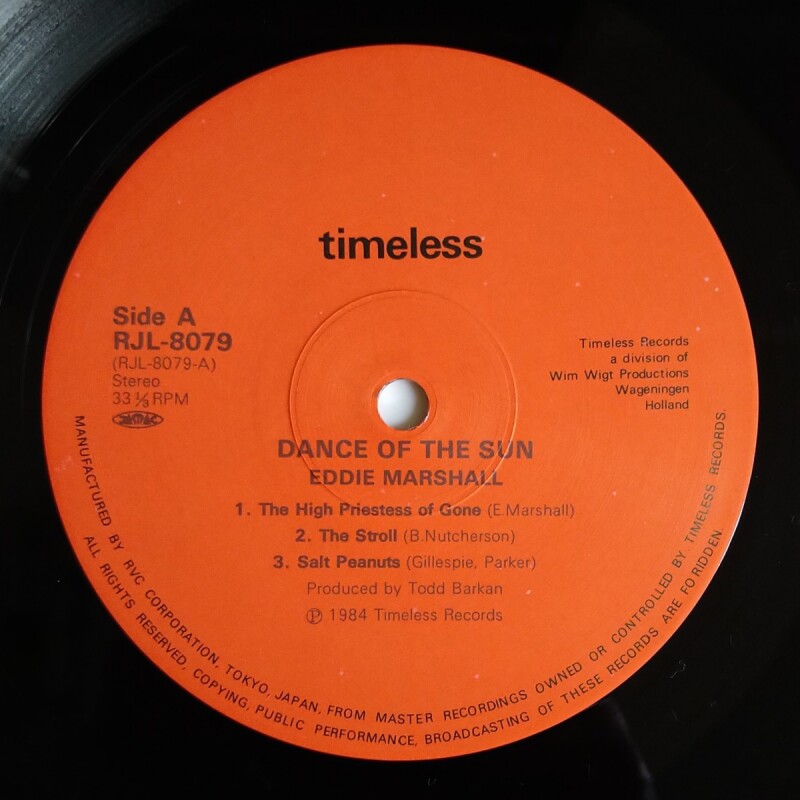 timeless
Side A
RJL-8079
(RJL-8079-A)
Stereo
33 ⅓ RPM
Timeless Records
a division of
Wim Wigt Productions
Wageningen
Holland
DANCE OF THE SUN
EDDIE MARSHALL
1. The High Priestess of Gone (E.Marshall)
2. The Stroll (B.Nutcherson)
3. Salt Peanuts (Gillespie, Parker)
Produced by Todd Barkan
Ⓟ 1984 Timeless Records
MANUFACTURED BY RVC CORPORATION, TOKYO, JAPAN, FROM MASTER RECORDINGS OWNED OR CONTROLLED BY TIMELESS RECORDS.
ALL RIGHTS RESERVED, COPYING, PUBLIC PERFORMANCE, BROADCASTING OF THESE RECORDS ARE FORIDDEN.